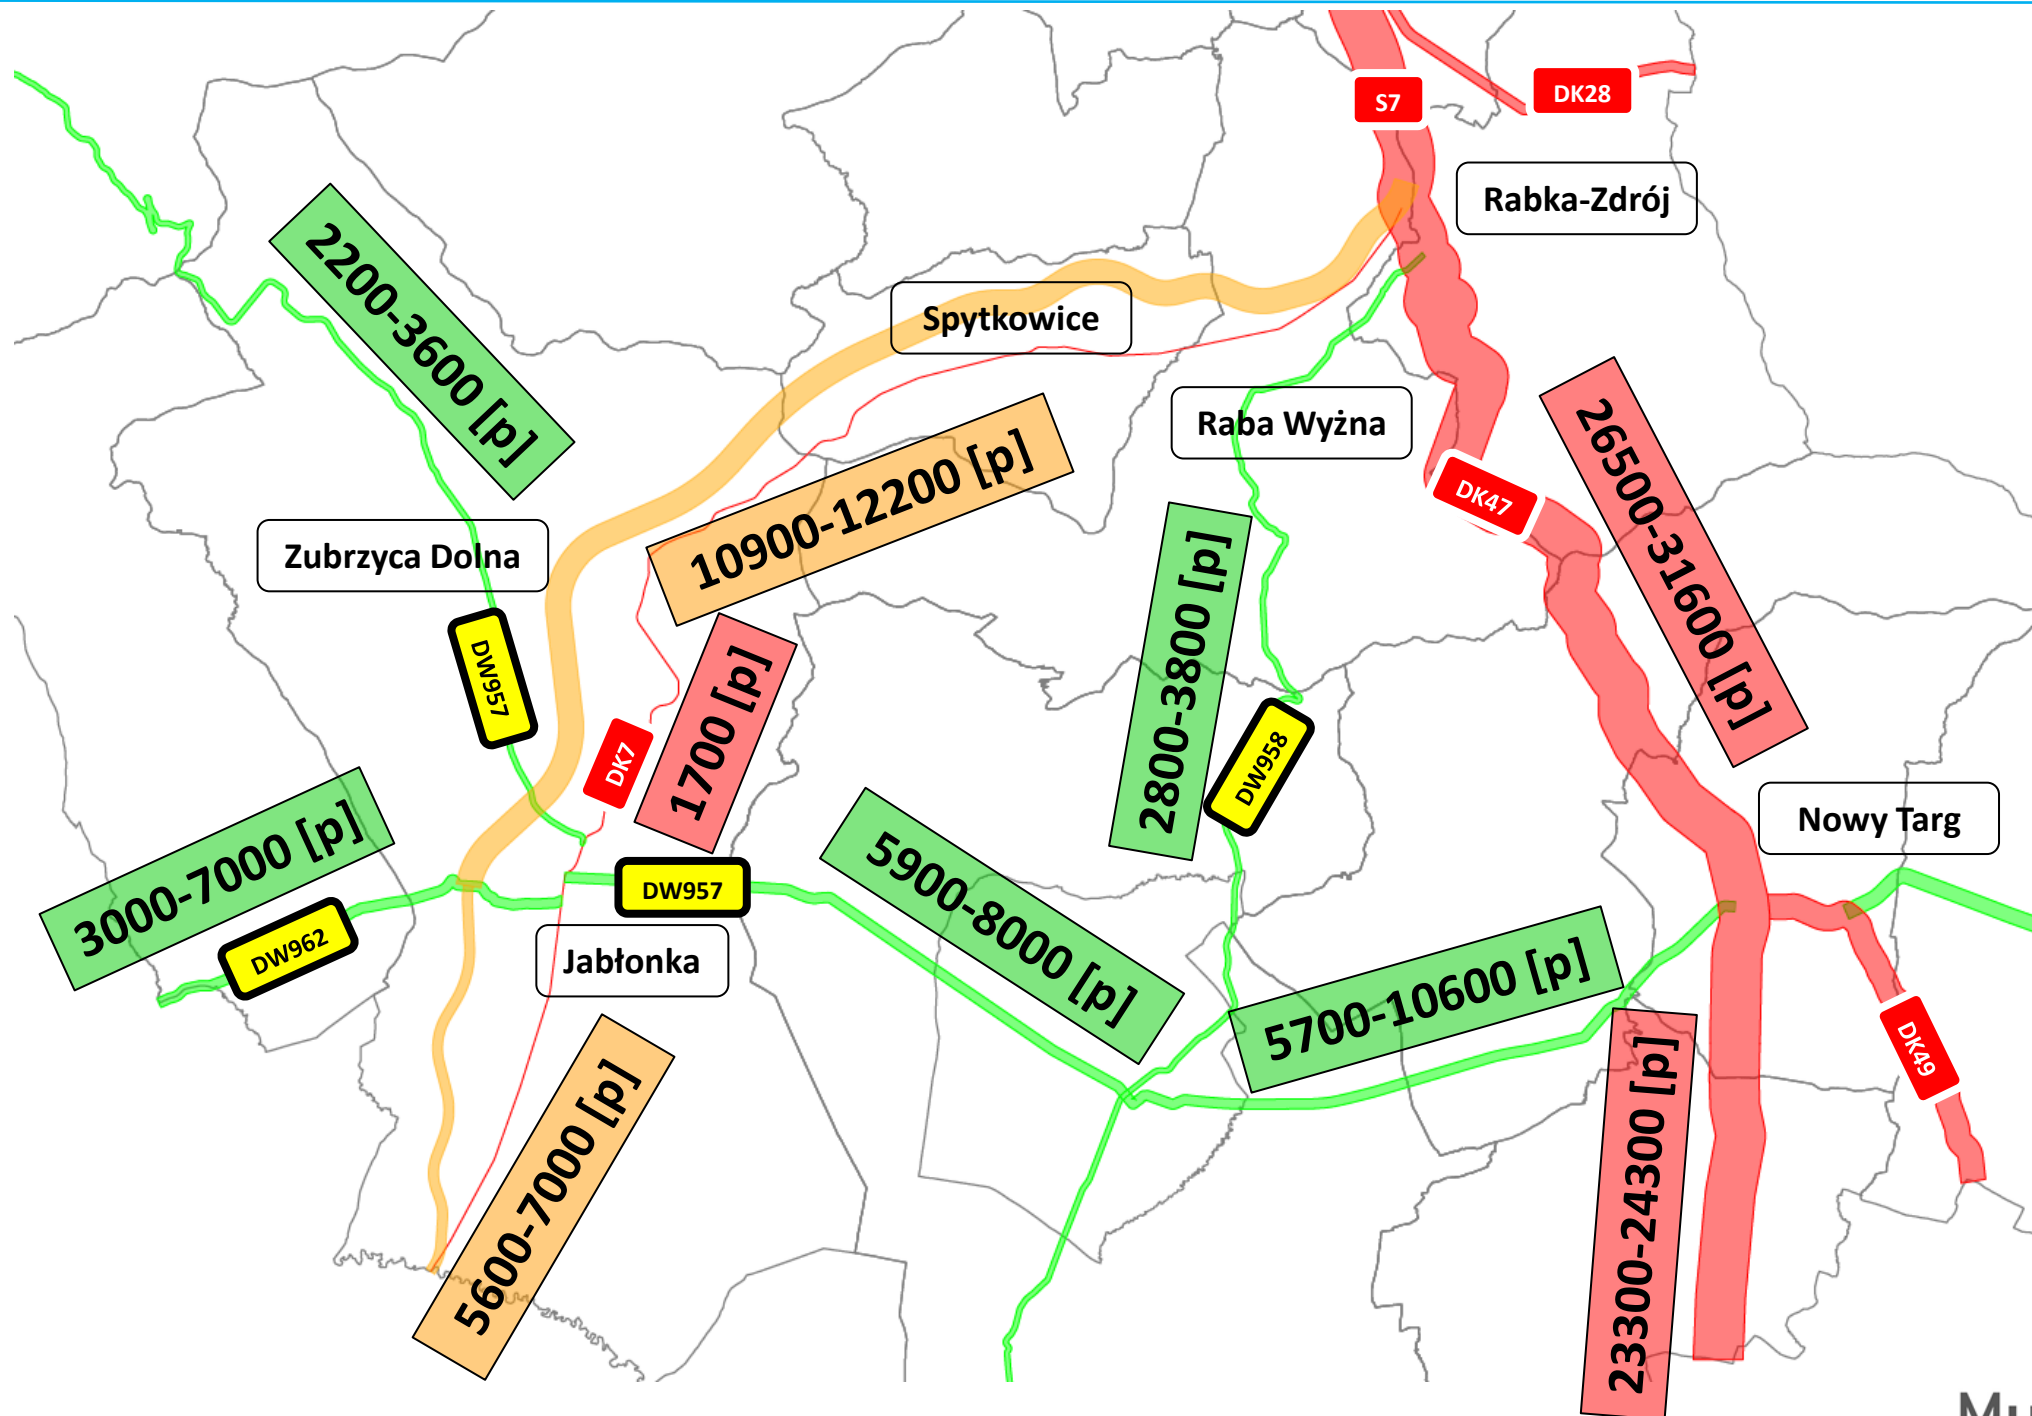 S7
DK28
Rabka-Zdrój
2200-3600 [p]
Spytkowice
Raba Wyżna
26500-31600 [p]
DK47
10900-12200 [p]
Zubrzyca Dolna
2800-3800 [p]
DW957
1700 [p]
DK7
DW958
Nowy Targ
3000-7000 [p]
5900-8000 [p]
DW957
DW962
Jabłonka
5700-10600 [p]
DK49
5600-7000 [p]
23300-24300 [p]